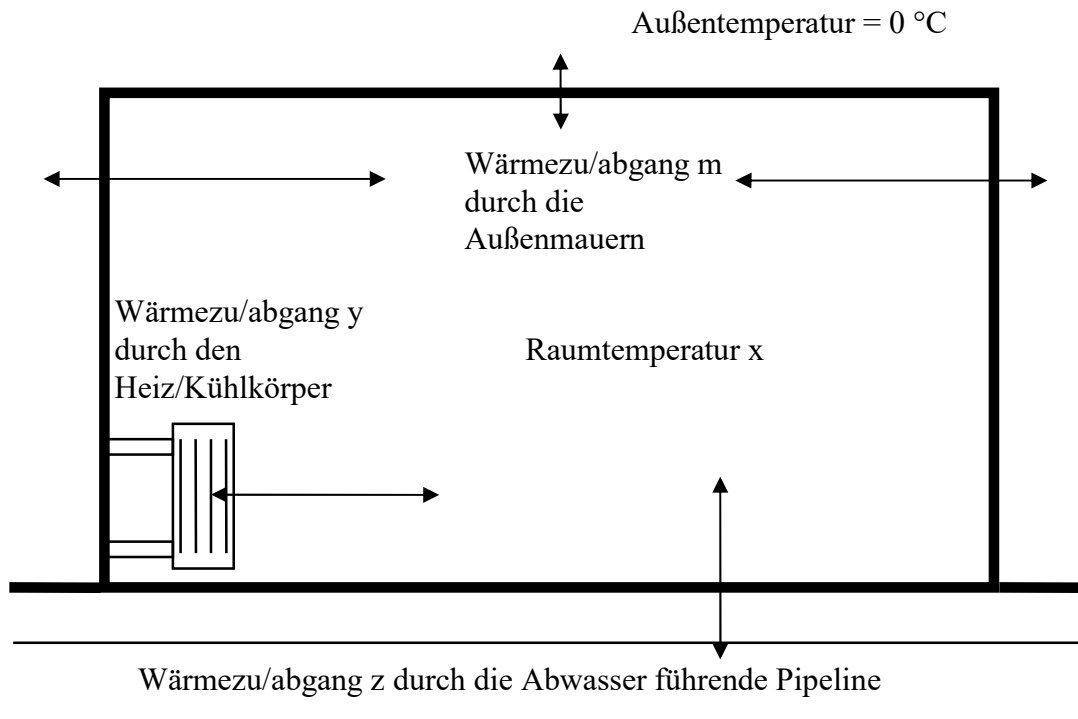 Außentemperatur = 0 °C
Wärmezu/abgang m
durch die
Außenmauern
Wärmezu/abgang y
durch den
Heiz/Kühlkörper
Raumtemperatur x
Wärmezu/abgang z durch die Abwasser führende Pipeline